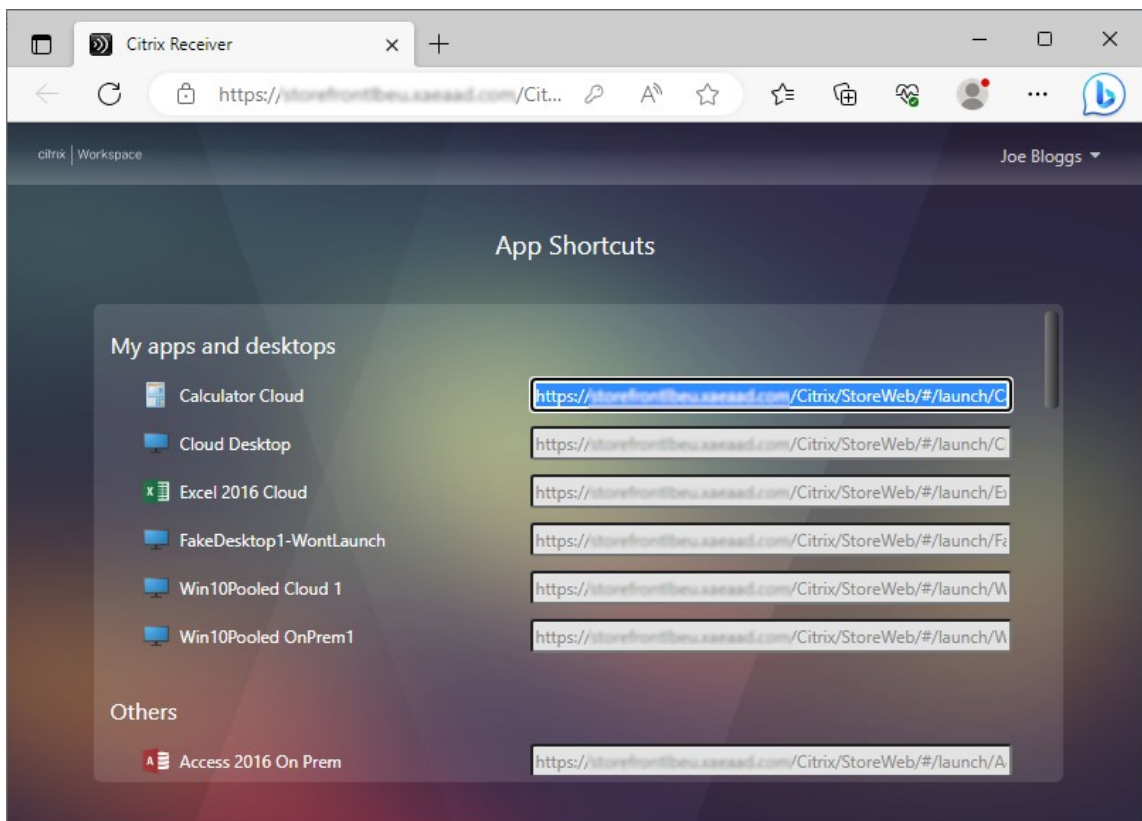 Citrix Receiver
https:// /Cit...
citrix | Workspace
Joe Bloggs
App Shortcuts
My apps and desktops
Calculator Cloud https:// /Citrix/StoreWeb/#/launch/C
Cloud Desktop https:// /Citrix/StoreWeb/#/launch/C
Excel 2016 Cloud https:// /Citrix/StoreWeb/#/launch/E
FakeDesktop1-WontLaunch https:// /Citrix/StoreWeb/#/launch/Fa
Win10Pooled Cloud 1 https:// /Citrix/StoreWeb/#/launch/W
Win10Pooled OnPrem1 https:// /Citrix/StoreWeb/#/launch/W
Others
Access 2016 On Prem https:// /Citrix/StoreWeb/#/launch/A